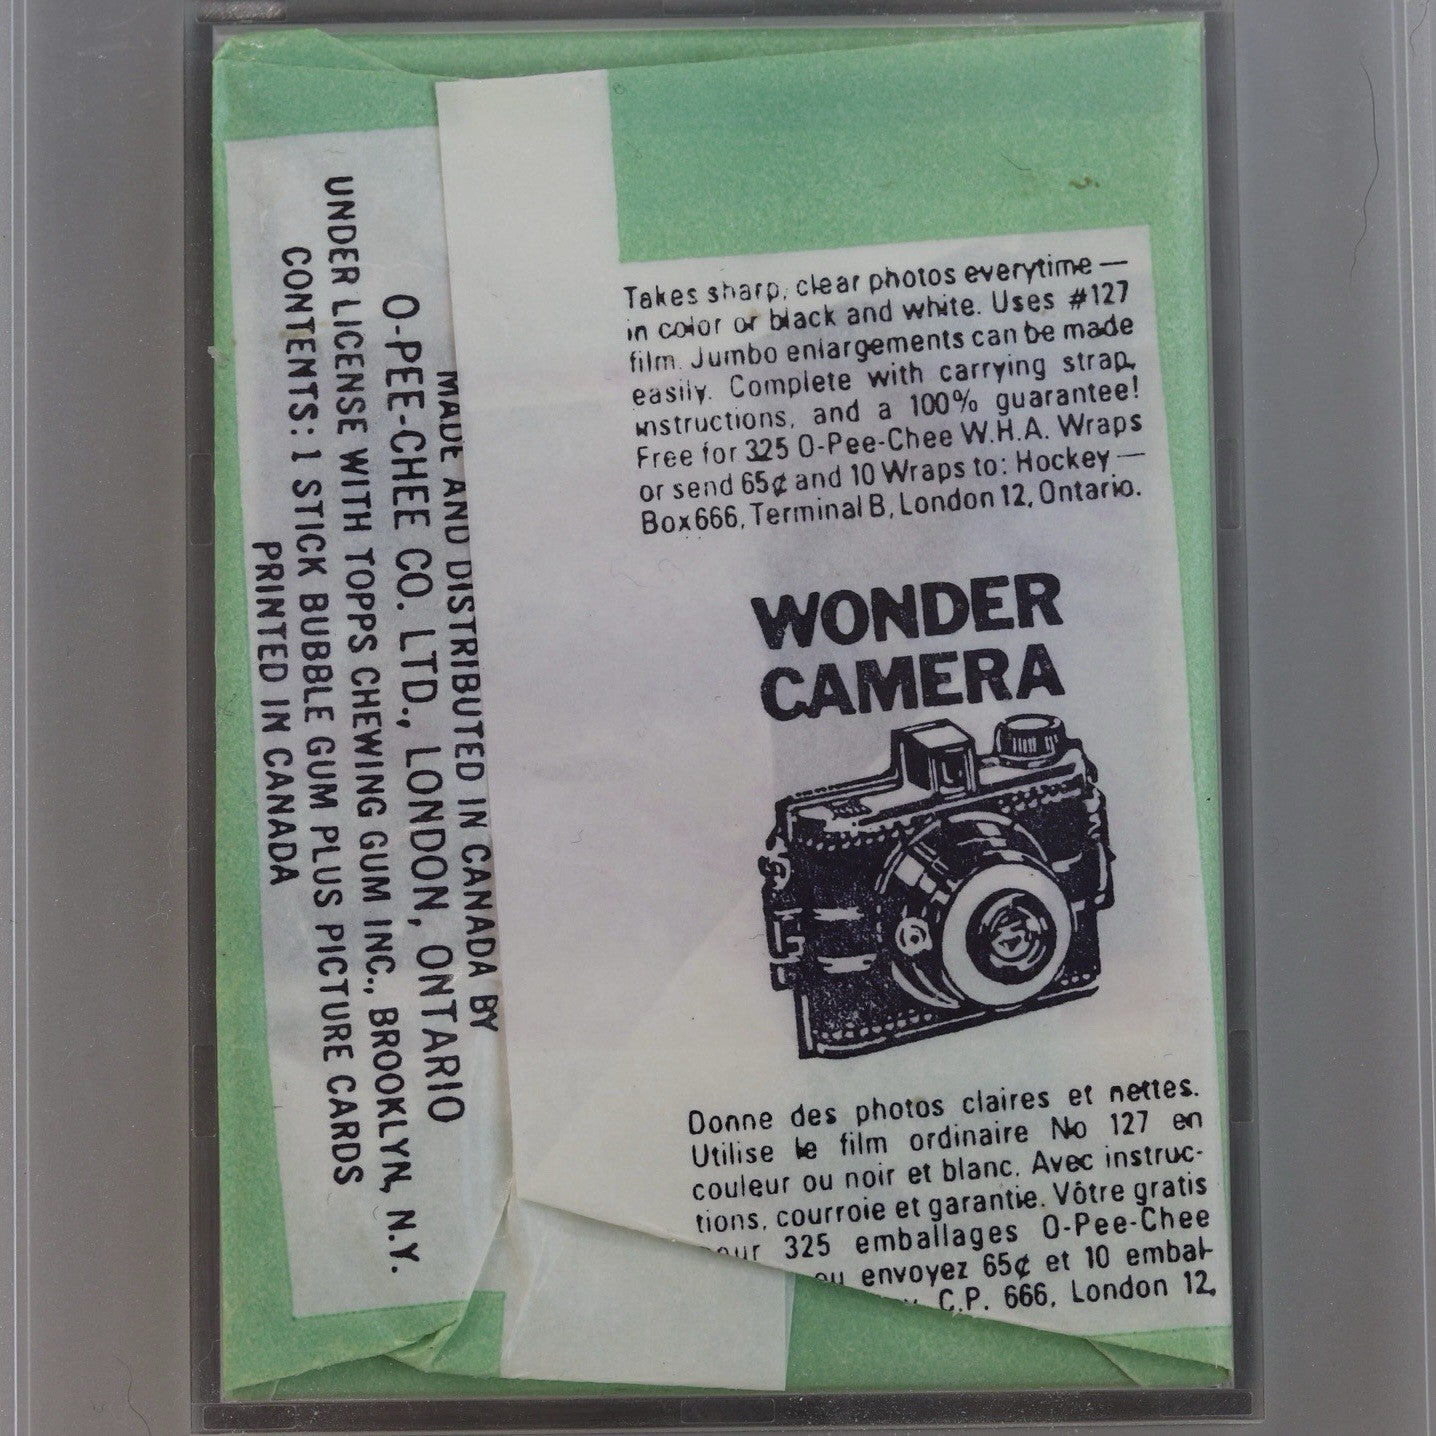 MADE AND DISTRIBUTED IN CANADA BY
O-PEE-CHEE CO. LTD., LONDON, ONTARIO
UNDER LICENSE WITH TOPPS CHEWING GUM INC., BROOKLYN, N.Y.
CONTENTS: 1 STICK BUBBLE GUM PLUS PICTURE CARDS
PRINTED IN CANADA
Takes sharp, clear photos everytime —
in color or black and white. Uses #127
film. Jumbo enlargements can be made
easily. Complete with carrying strap,
instructions, and a 100% guarantee!
Free for 325 O-Pee-Chee W.H.A. Wraps
or send 65¢ and 10 Wraps to: Hockey —
Box 666, Terminal B, London 12, Ontario.
WONDER
CAMERA
Donne des photos claires et nettes.
Utilise le film ordinaire No 127 en
couleur ou noir et blanc. Avec instruc-
tions, courroie et garantie. Vôtre gratis
pour 325 emballages O-Pee-Chee
ou envoyez 65¢ et 10 embal-
C.P. 666, London 12,